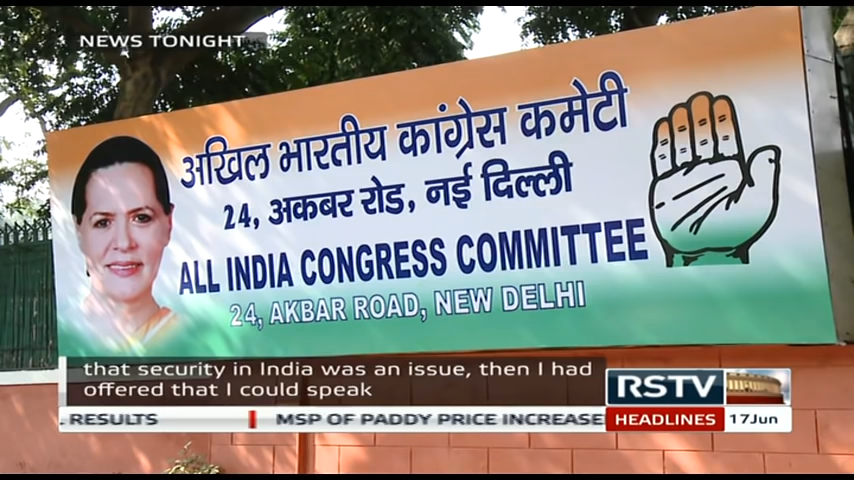 NEWS TONIGHT
अखिल भारतीय कांग्रेस कमेटी
24, अकबर रोड, नई दिल्ली
ALL INDIA CONGRESS COMMITTEE
24, AKBAR ROAD, NEW DELHI
that security in India was an issue, then I had
offered that I could speak
RSTV
. RESULTS MSP OF PADDY PRICE INCREASE
HEADLINES 17Jun